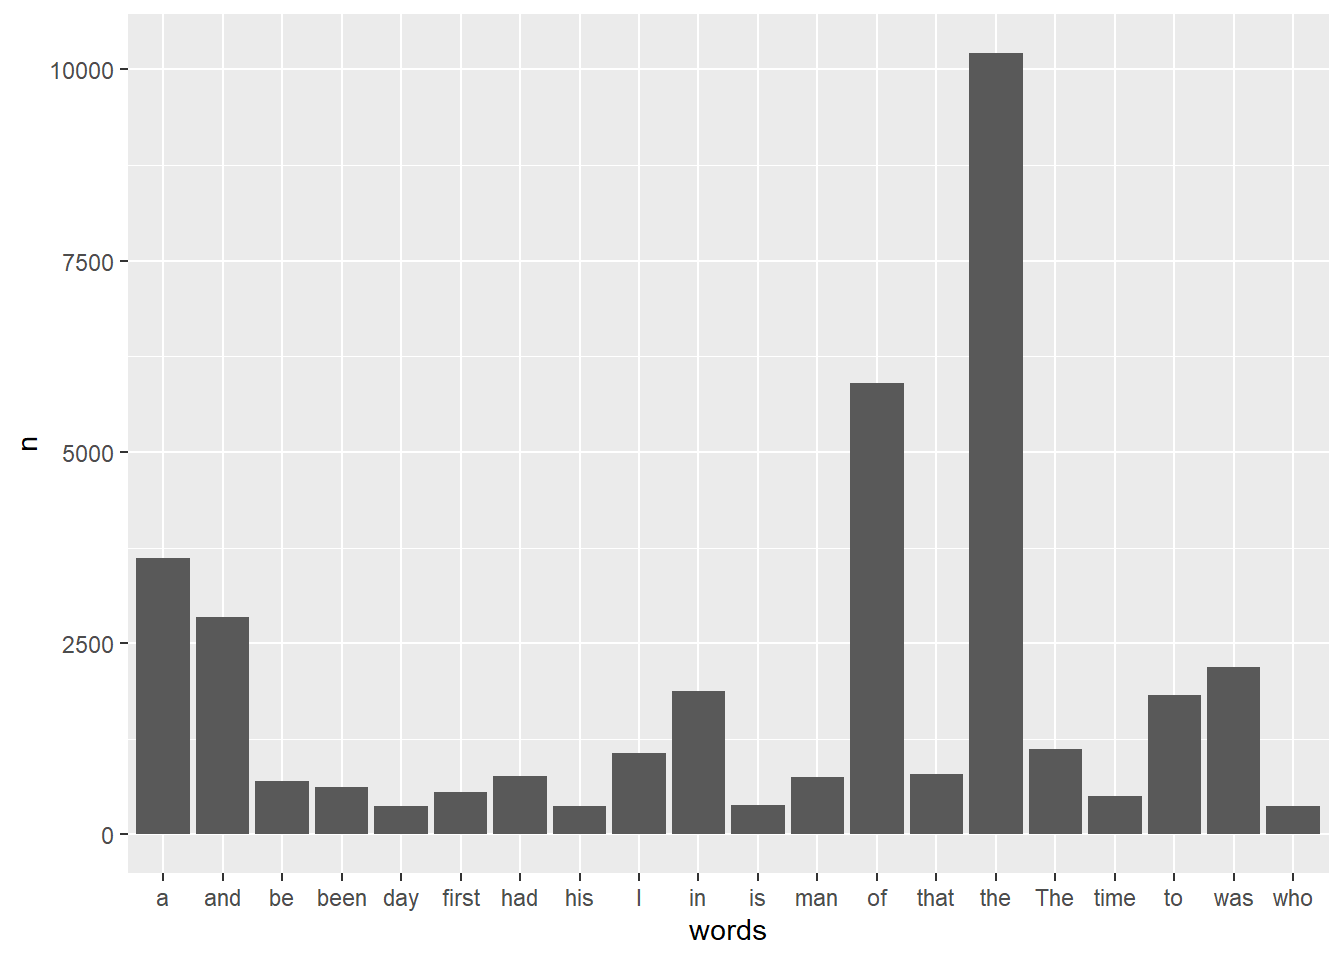 10000
7500
5000
2500
0
n
a and be been day first had his I in is man of that the The time to was who
words